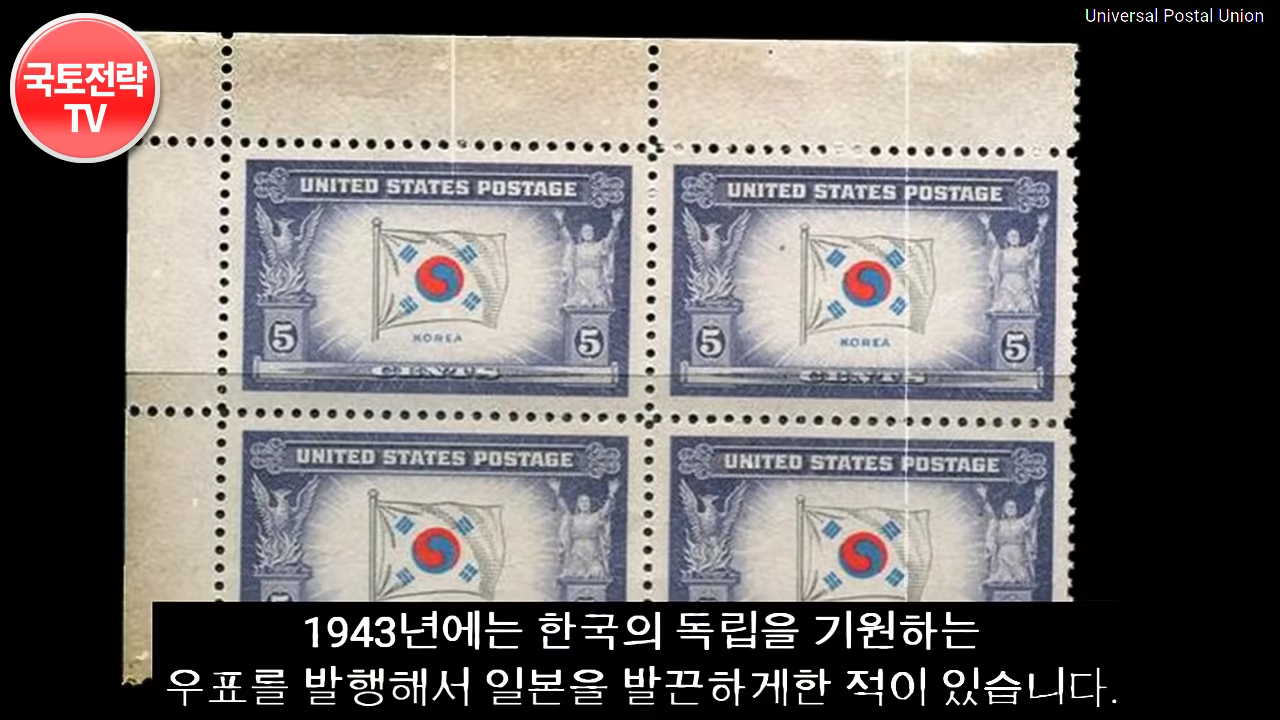 Universal Postal Union
국토전략
TV
UNITED STATES POSTAGE
UNITED STATES POSTAGE
KOREA
KOREA
5
5
5
5
CENTS
CENTS
UNITED STATES POSTAGE
UNITED STATES POSTAGE
1943년에는 한국의 독립을 기원하는
우표를 발행해서 일본을 발끈하게한 적이 있습니다.